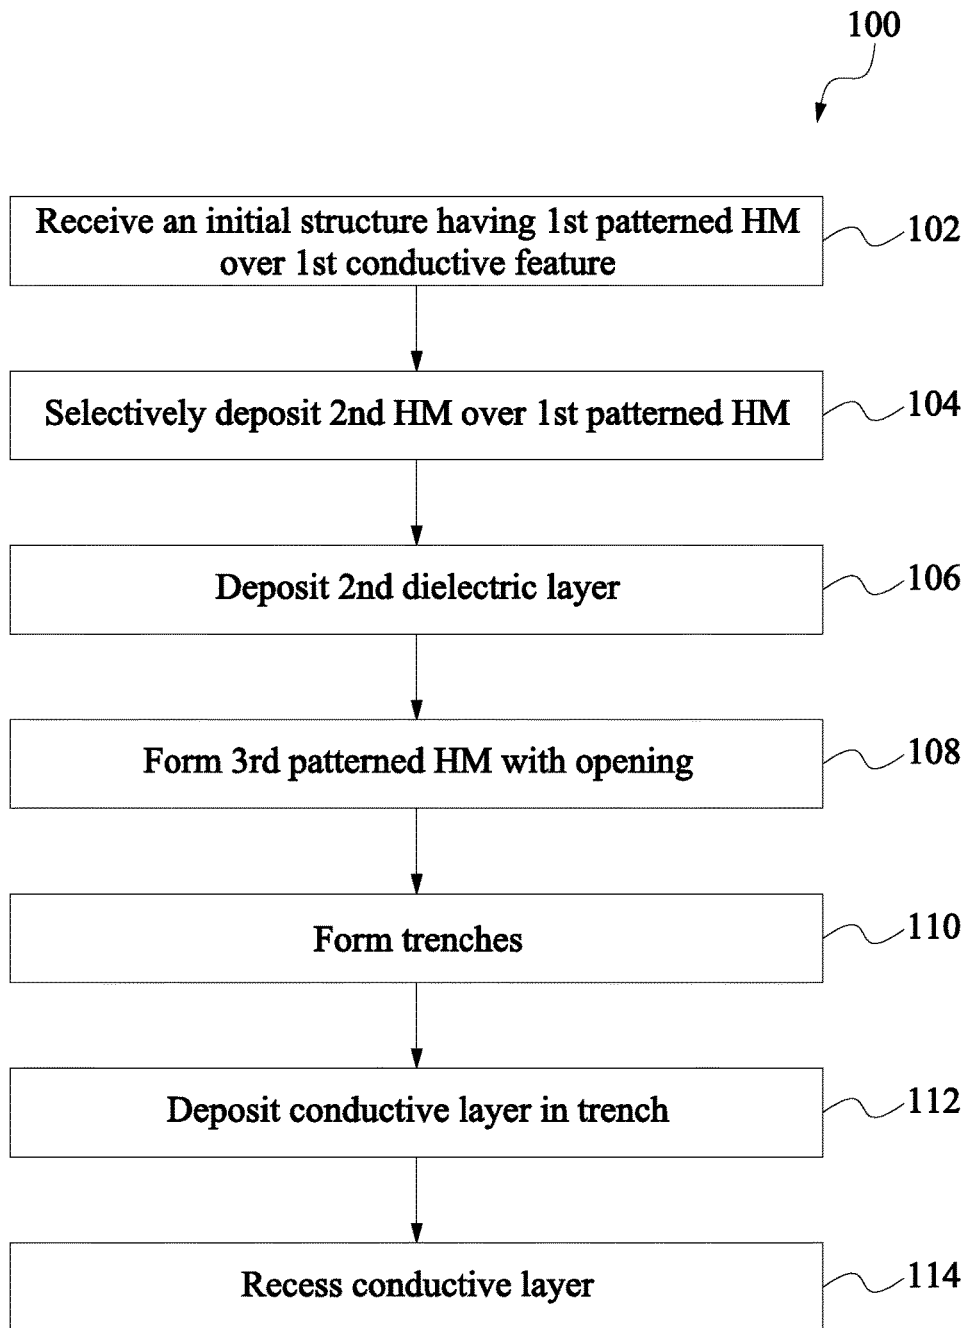 100
Receive an initial structure having 1st patterned HM
over 1st conductive feature
102
Selectively deposit 2nd HM over 1st patterned HM
104
Deposit 2nd dielectric layer
106
Form 3rd patterned HM with opening
108
Form trenches
110
Deposit conductive layer in trench
112
Recess conductive layer
114